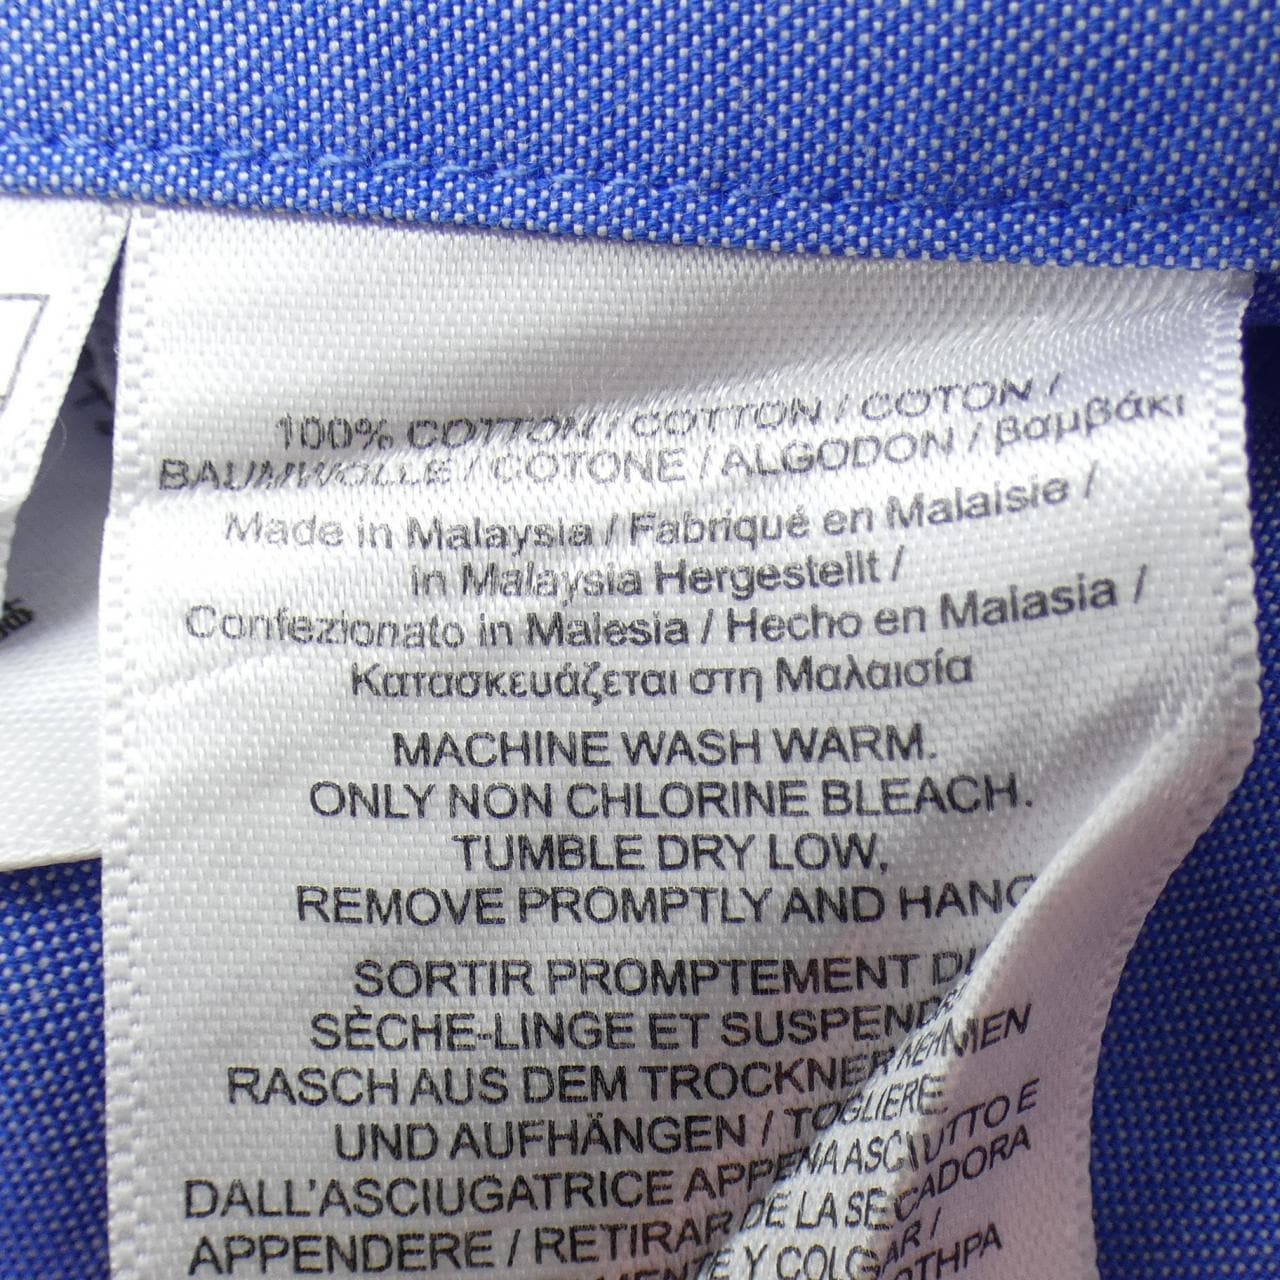 100% COTTON / COTTON / COTON /
BAUMWOLLE / COTONE / ALGODON / βαμβάκι
Made in Malaysia / Fabriqué en Malaisie /
in Malaysia Hergestellt /
Confezionato in Malesia / Hecho en Malasia /
Κατασκευάζεται στη Μαλαισία
MACHINE WASH WARM.
ONLY NON CHLORINE BLEACH.
TUMBLE DRY LOW,
REMOVE PROMPTLY AND HANG
SORTIR PROMPTEMENT DU
SÈCHE-LINGE ET SUSPENDRE
RASCH AUS DEM TROCKNER NEHMEN
UND AUFHÄNGEN / TOGLIERE
DALL'ASCIUGATRICE APPENA ASCIUTTO E
APPENDERE / RETIRAR DE LA SECADORA
Y COLGAR /